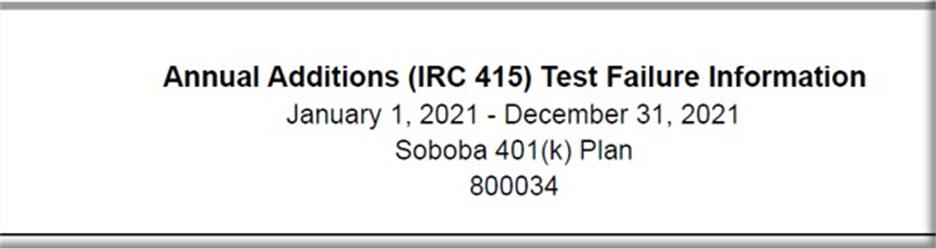 Annual Additions (IRC 415) Test Failure Information
January 1, 2021 - December 31, 2021
Soboba 401(k) Plan
800034